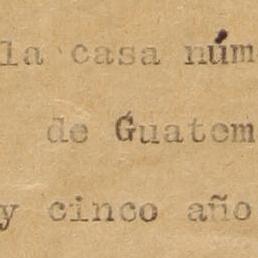 la casa núm
de Guatem
y cinco año